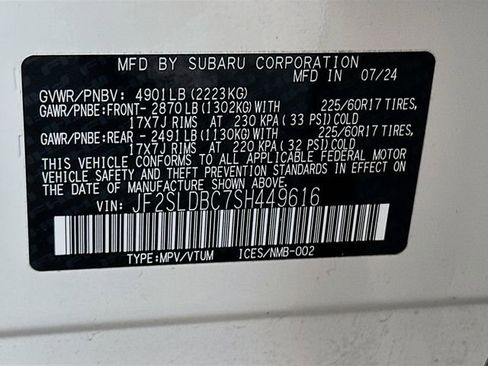 MFD BY SUBARU CORPORATION
GVWR/PNBV: 4901LB (2223KG) IN 07/24
GAWR/PNBE:FRONT- 2870LB (1302KG)WITH 225/60R17 TIRES,
17X7J RIMS AT 230 KPA (33 PSI)COLD
GAWR/PNBE:REAR - 2491LB (1130KG)WITH 225/60R17 TIRES,
17X7J RIMS AT 220 KPA (32 PSI)COLD
THIS VEHICLE CONFORMS TO ALL APPLICABLE FEDERAL MOTOR
VEHICLE SAFETY AND THEFT PREVENTION STANDARDS IN EFFECT
ON THE DATE OF MANUFACTURE SHOWN ABOVE.
VIN: JF2SLDBC7SH449616
TYPE:MPV/VTUM ICES/NMB-002